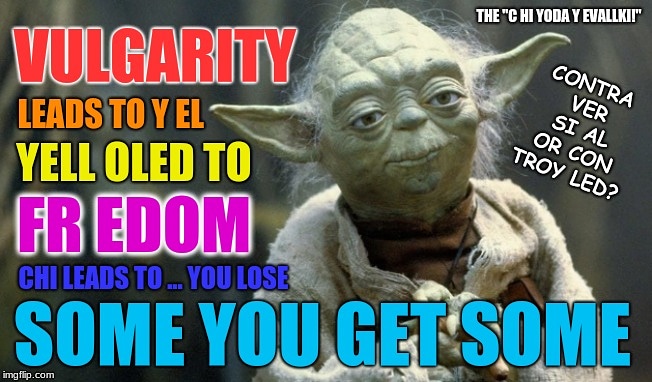 THE "C HI YODA Y EVALLKI!"
VULGARITY
LEADS TO Y EL
YELL OLED TO
FR EDOM
CHI LEADS TO ... YOU LOSE
SOME YOU GET SOME
CONTRA
VER
SI AL
OR CON
TROY LED?
imgflip.com